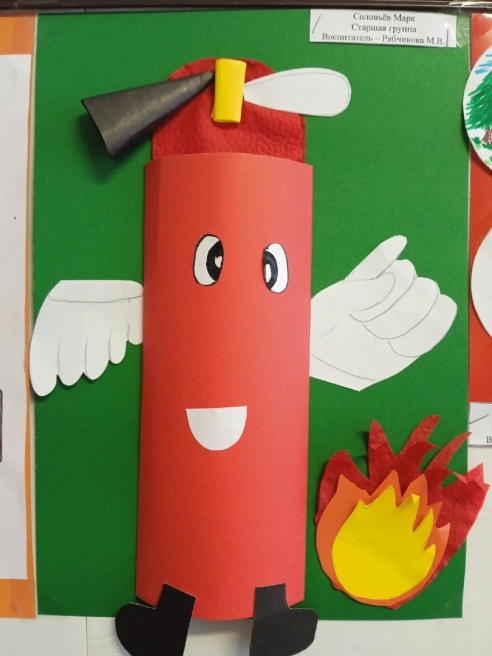 Соловьёв Марк
Старшая группа
Воспитатель – Рябчикова М.В.